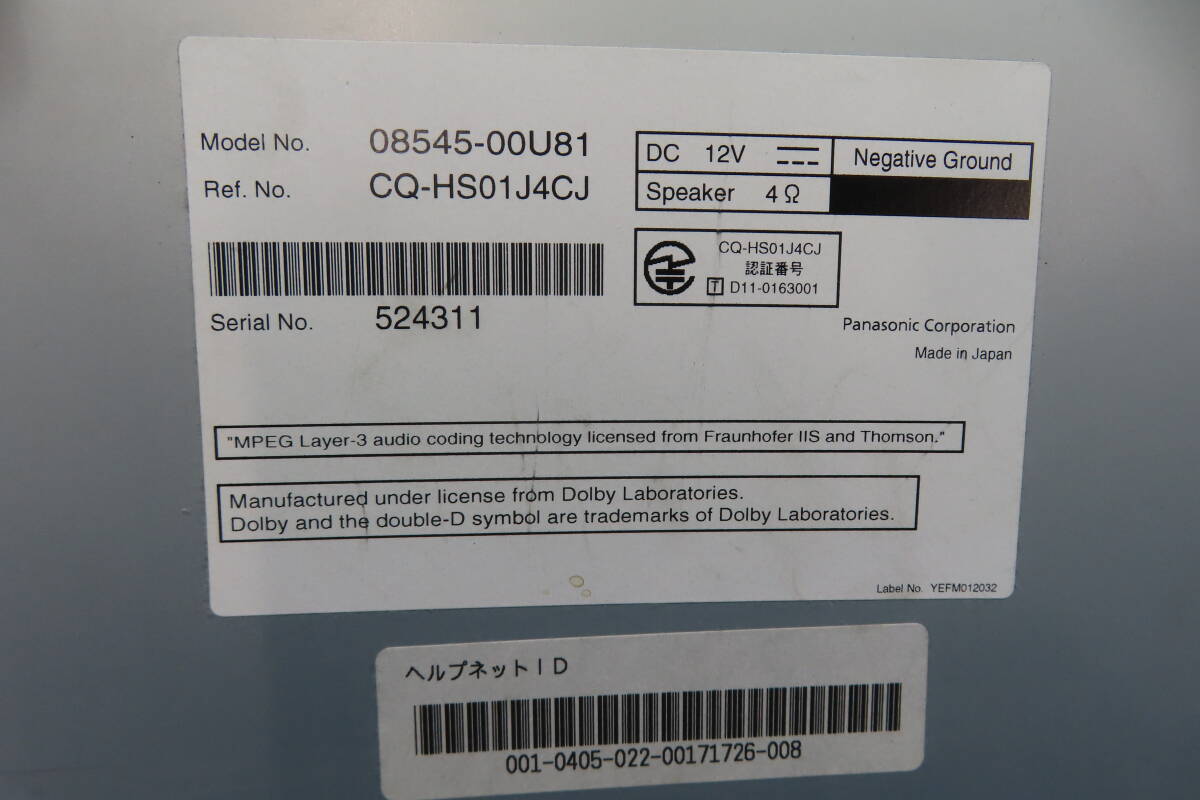 Model No. 08545-00U81
Ref. No. CQ-HS01J4CJ
DC 12V Negative Ground
Speaker 4Ω
CQ-HS01J4CJ
認証番号
T D11-0163001
Serial No. 524311
Panasonic Corporation
Made in Japan
"MPEG Layer-3 audio coding technology licensed from Fraunhofer IIS and Thomson."
Manufactured under license from Dolby Laboratories.
Dolby and the double-D symbol are trademarks of Dolby Laboratories.
Label No. YEFM012032
ヘルプネットID
001-0405-022-00171726-008